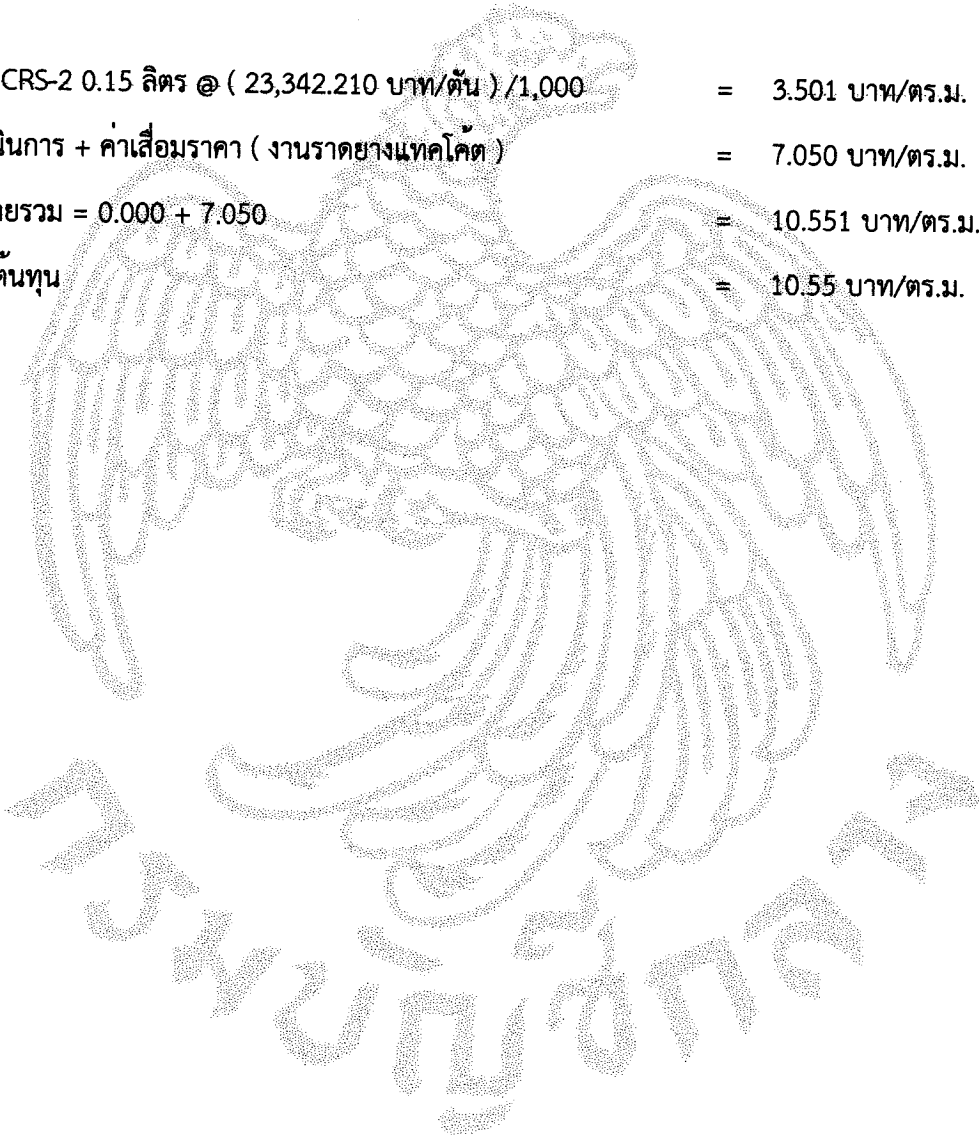 CRS-2 0.15 ลิตร @ ( 23,342.210 บาท/ตัน ) /1,000 = 3.501 บาท/ตร.ม.
นินการ + ค่าเสื่อมราคา ( งานราดยางแทคโค้ต ) = 7.050 บาท/ตร.ม.
ายรวม = 0.000 + 7.050 = 10.551 บาท/ตร.ม.
ต้นทุน = 10.55 บาท/ตร.ม.
กรมบัญชีกลาง